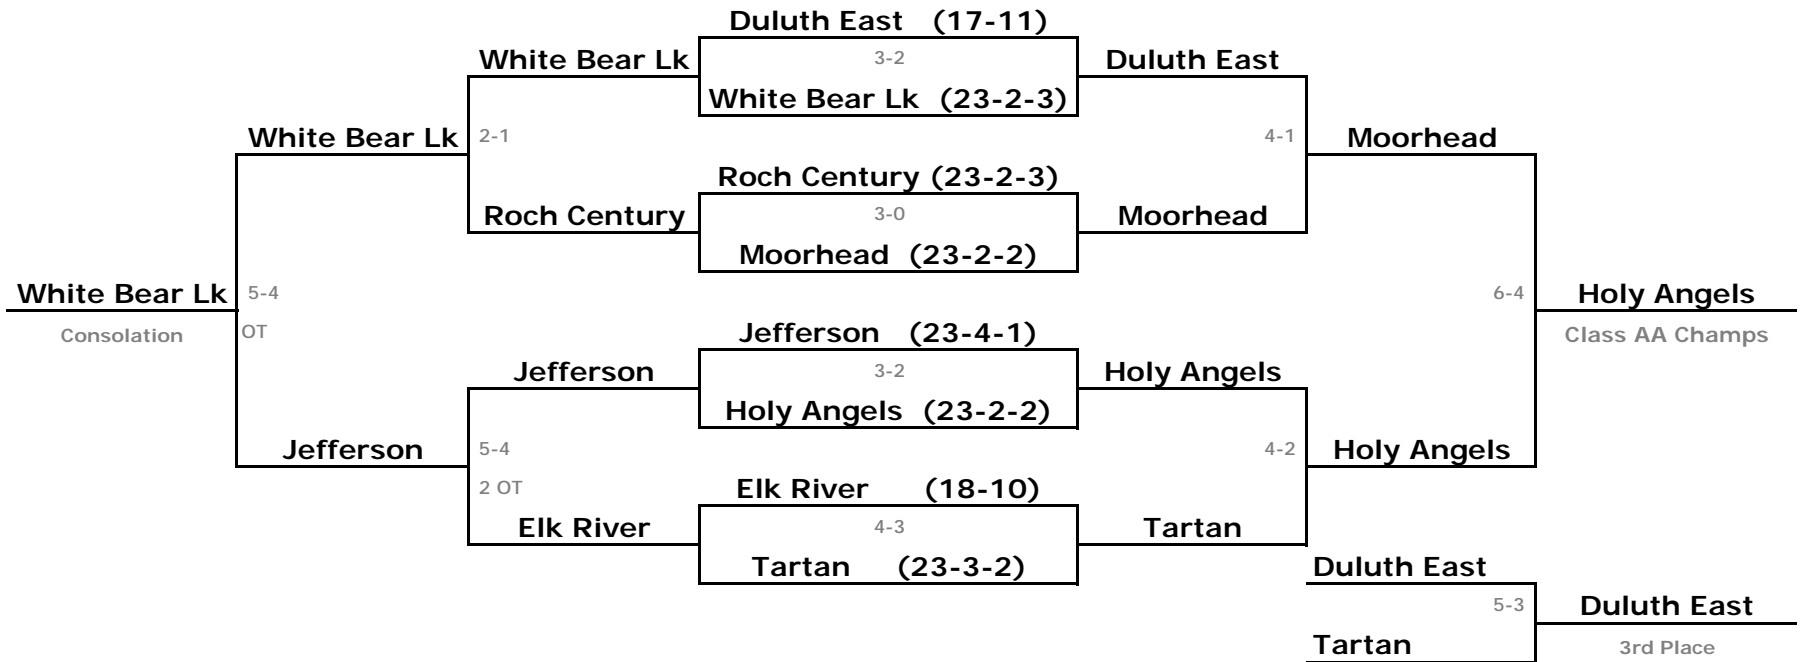 Duluth East (17-11)
White Bear Lk 3-2 Duluth East
White Bear Lk (23-2-3)
White Bear Lk 2-1 4-1 Moorhead
Roch Century (23-2-3)
Roch Century 3-0 Moorhead
Moorhead (23-2-2)
White Bear Lk 5-4 6-4 Holy Angels
Consolation OT Jefferson (23-4-1) Class AA Champs
Jefferson 3-2 Holy Angels
Holy Angels (23-2-2)
Jefferson 5-4 4-2 Holy Angels
2 OT Elk River (18-10)
Elk River 4-3 Tartan
Tartan (23-3-2) Duluth East
5-3 Duluth East
Tartan 3rd Place